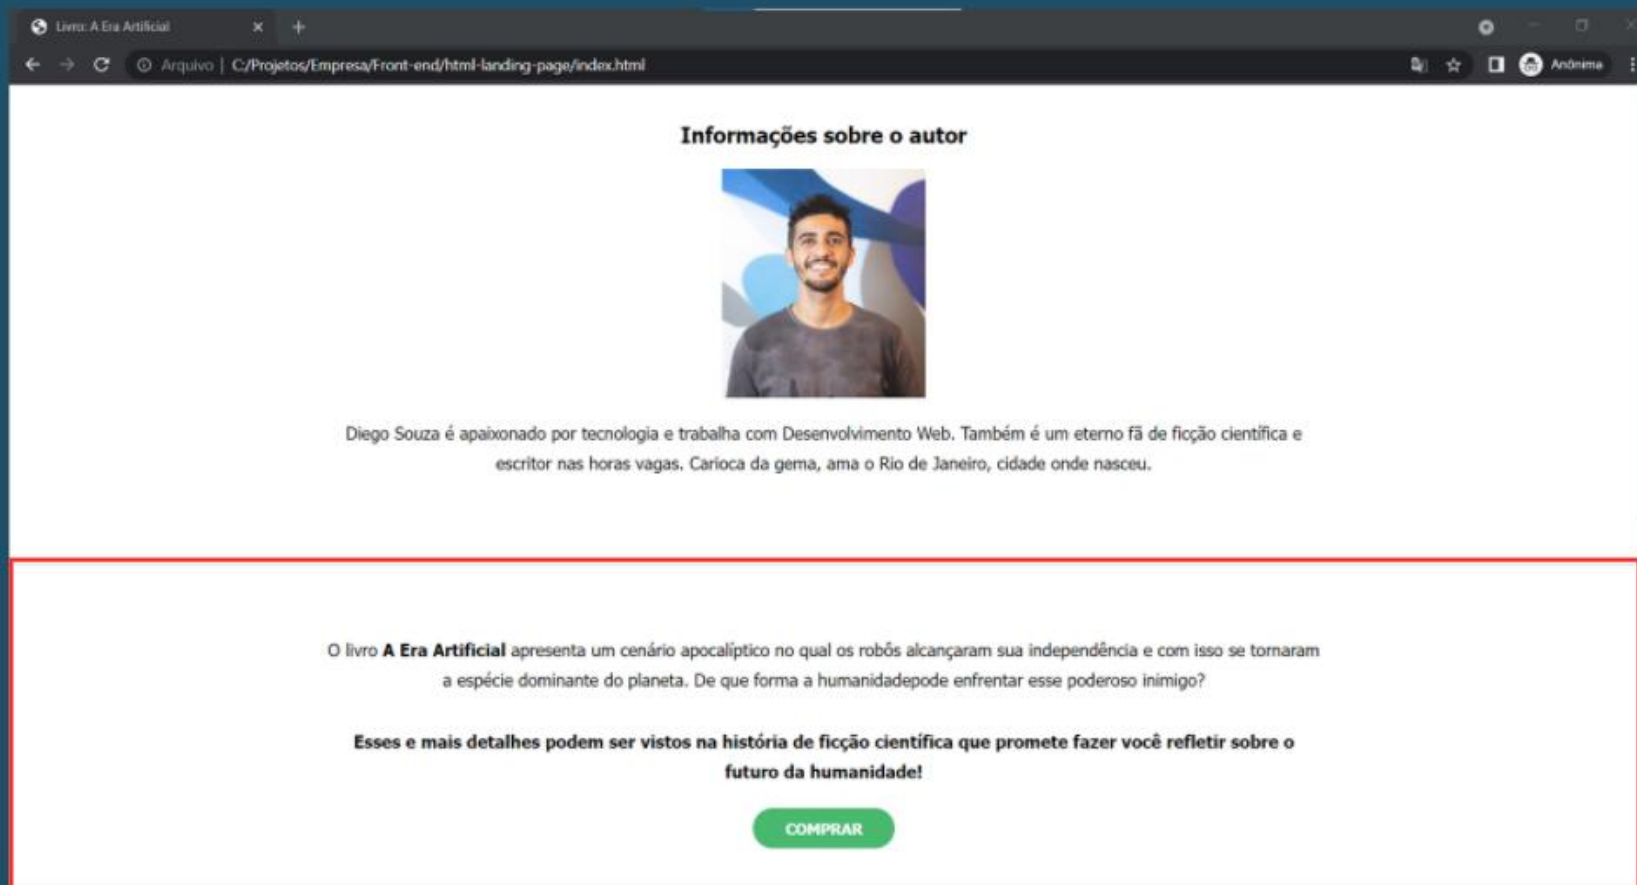 Livro: A Era Artificial
Arquivo | C:/Projetos/Empresa/Front-end/html-landing-page/index.html
Anônima
Informações sobre o autor
Diego Souza é apaixonado por tecnologia e trabalha com Desenvolvimento Web. Também é um eterno fã de ficção científica e
escritor nas horas vagas. Carioca da gema, ama o Rio de Janeiro, cidade onde nasceu.
O livro A Era Artificial apresenta um cenário apocalíptico no qual os robôs alcançaram sua independência e com isso se tornaram
a espécie dominante do planeta. De que forma a humanidadepode enfrentar esse poderoso inimigo?
Esses e mais detalhes podem ser vistos na história de ficção científica que promete fazer você refletir sobre o
futuro da humanidade!
COMPRAR